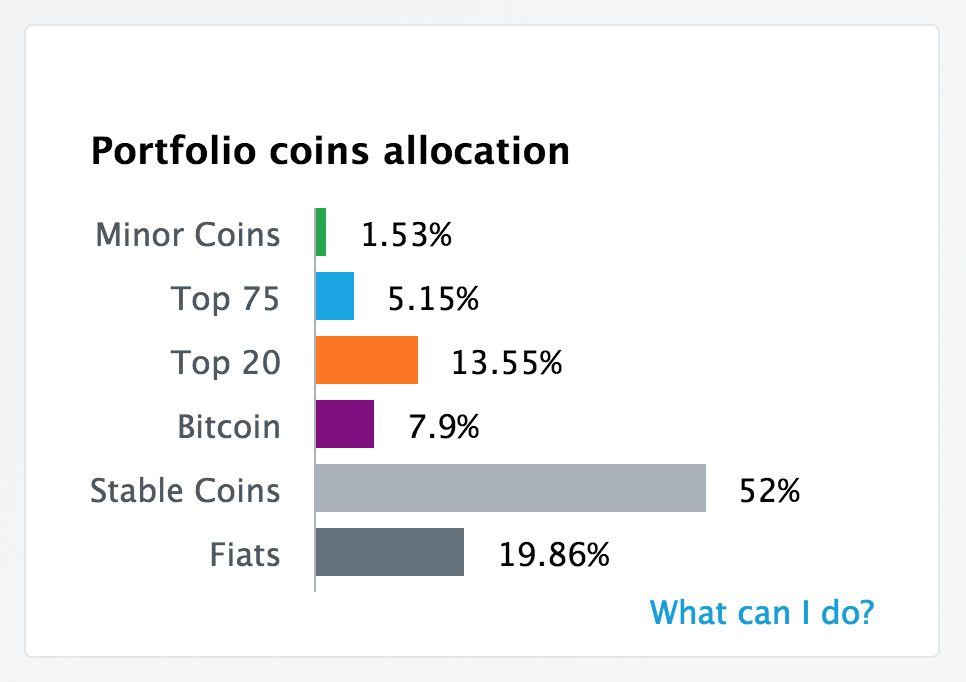 Portfolio coins allocation
Minor Coins 1.53%
Top 75 5.15%
Top 20 13.55%
Bitcoin 7.9%
Stable Coins 52%
Fiats 19.86%
What can I do?